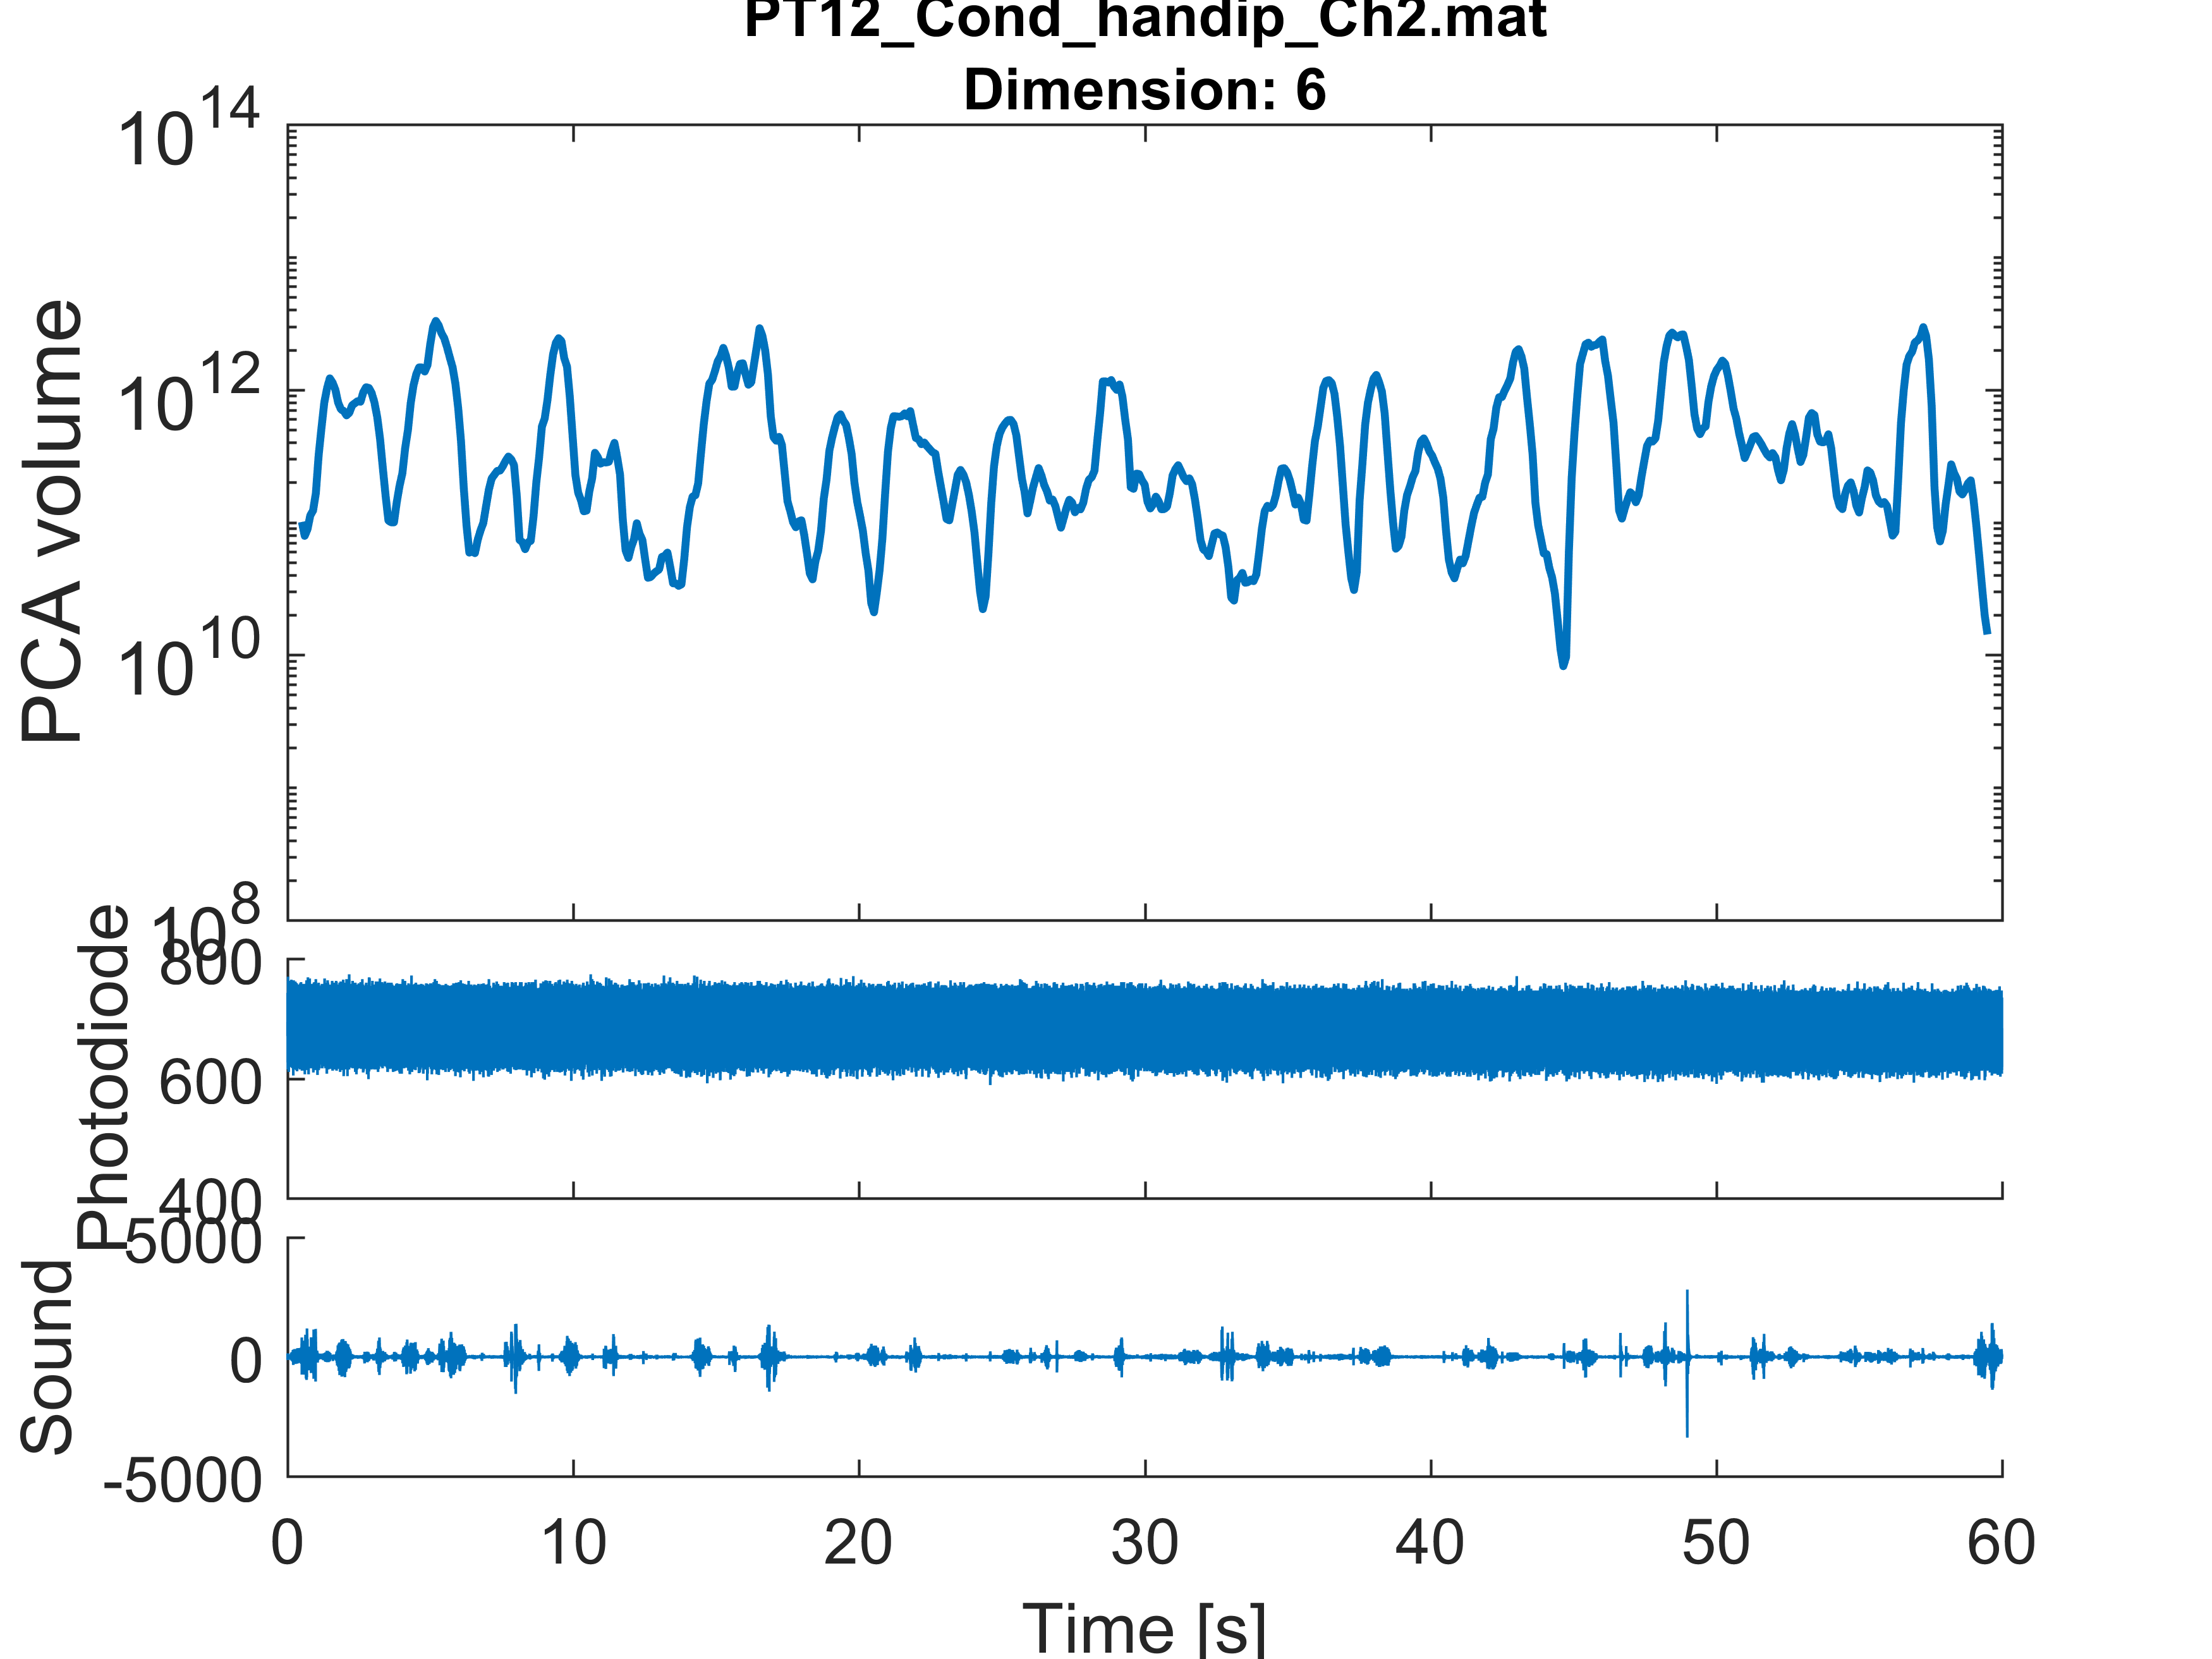 PT12_Cond_handip_Ch2.mat
Dimension: 6
PCA volume
10^14
10^12
10^10
10^8
Photodiode
800
600
400
Sound
5000
0
-5000
0 10 20 30 40 50 60
Time [s]